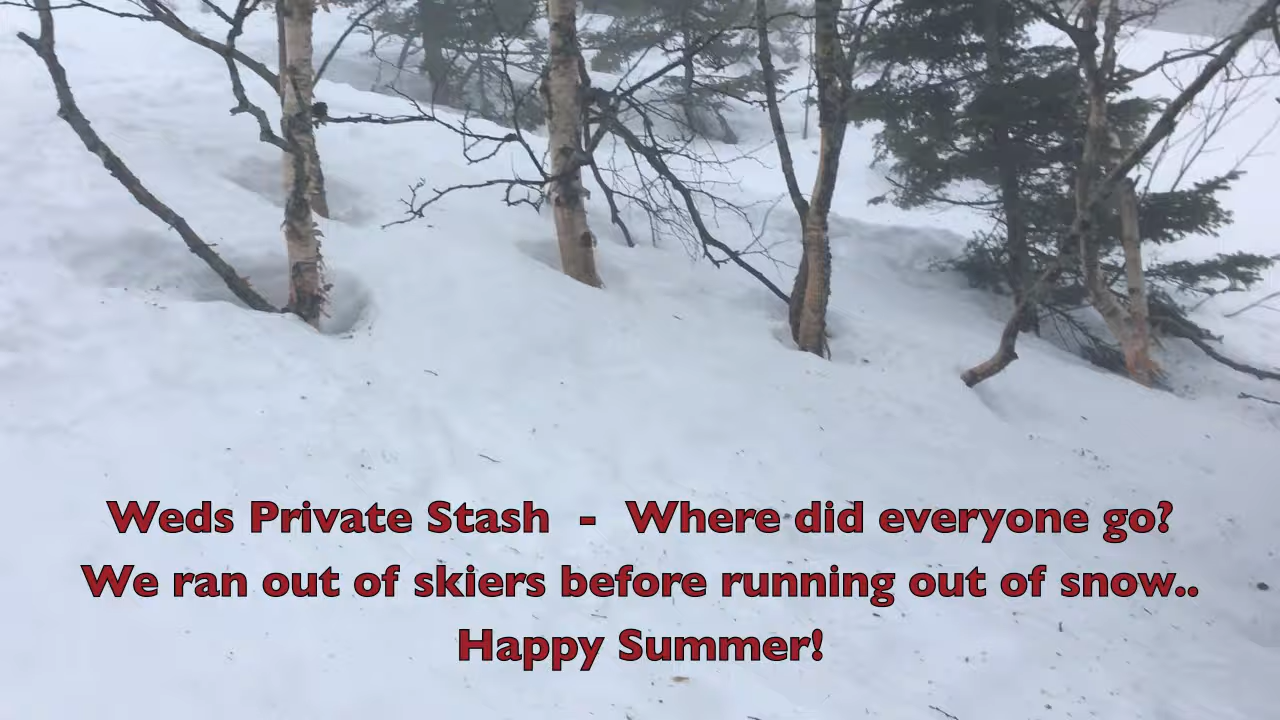 Weds Private Stash - Where did everyone go?
We ran out of skiers before running out of snow..
Happy Summer!